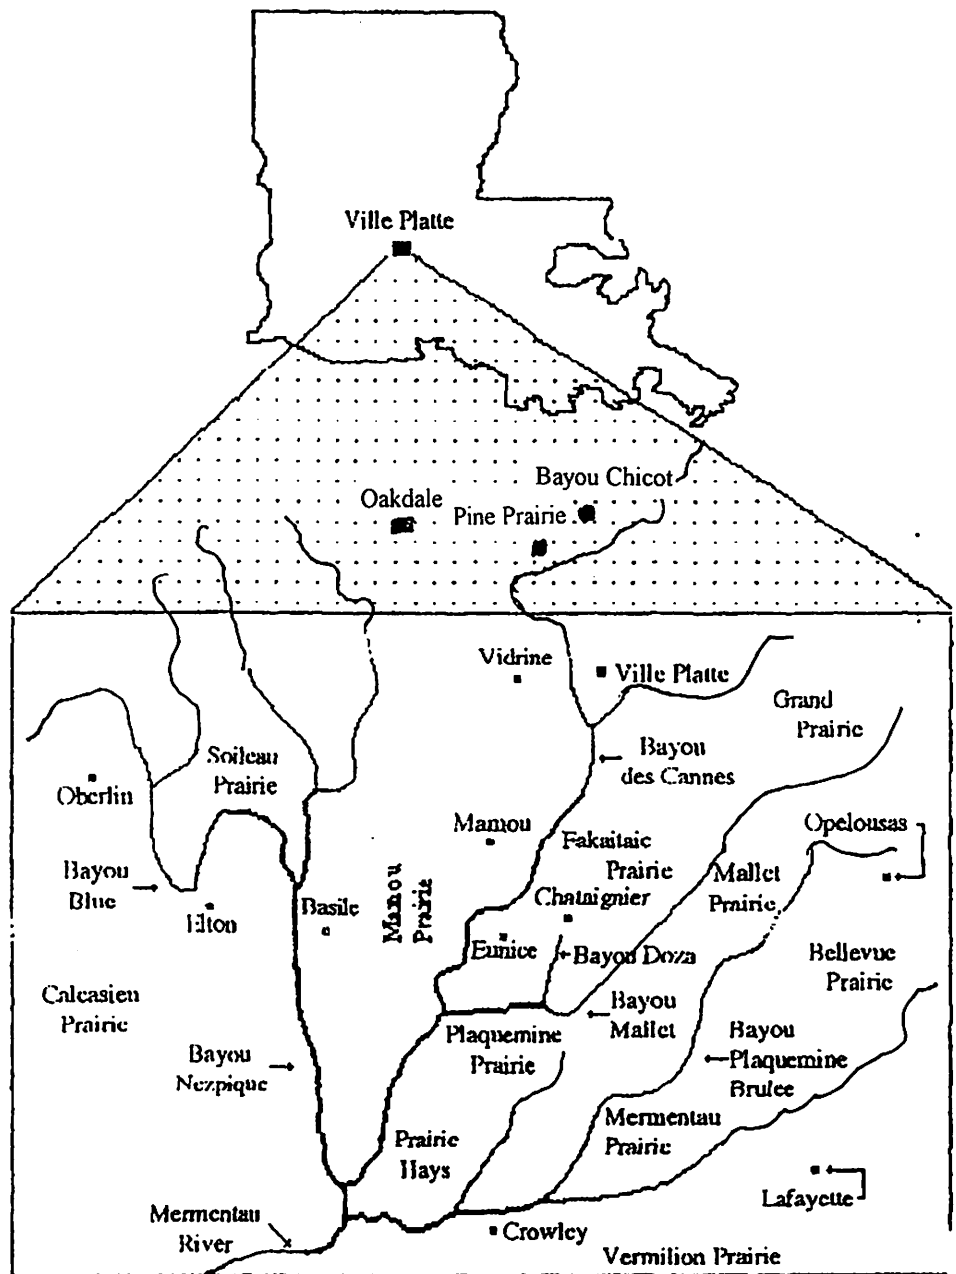 Ville Platte
Bayou Chicot
Oakdale
Pine Prairie
Vidrine
Ville Platte
Grand
Prairie
Soileau
Prairie
Bayou
des Cannes
Oberlin
Mamou
Fakaitaic
Prairie
Opelousas
Bayou
Blue
Mallet
Prairie
Mamou
Prairie
Chataignier
Elton
Basile
Eunice
Bayou Doza
Bellevue
Prairie
Calcasieu
Prairie
Bayou
Mallet
Plaquemine
Prairie
Bayou
Plaquemine
Brulee
Bayou
Nezpique
Mermentau
Prairie
Prairie
Hays
Lafayette
Mermentau
River
Crowley
Vermilion Prairie